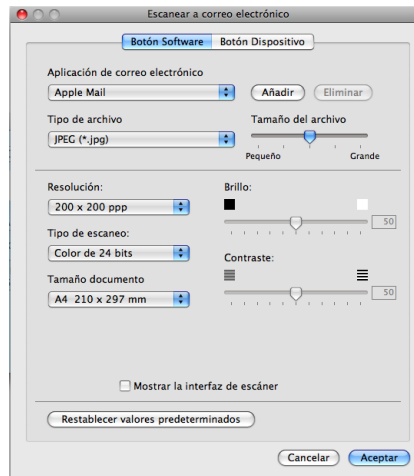 Escanear a correo electrónico
Botón Software Botón Dispositivo
Aplicación de correo electrónico
Apple Mail Añadir Eliminar
Tipo de archivo Tamaño del archivo
JPEG (*.jpg)
Pequeño Grande
Resolución: Brillo:
200 x 200 ppp
50
Tipo de escaneo:
Color de 24 bits
Contraste:
Tamaño documento
A4 210 x 297 mm 50
Mostrar la interfaz de escáner
Restablecer valores predeterminados
Cancelar Aceptar